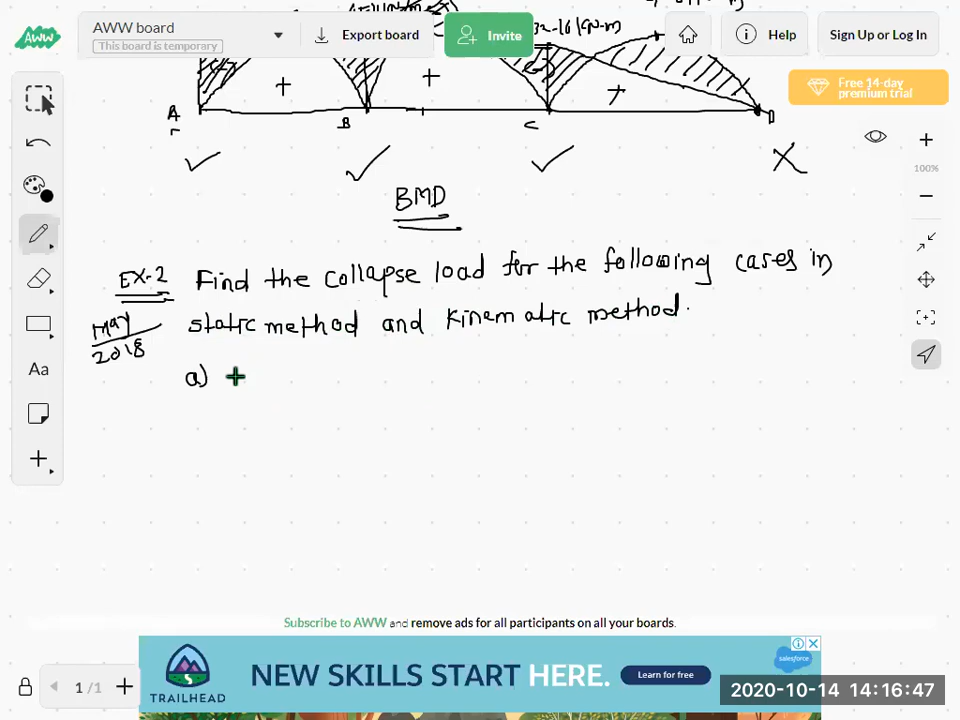 AWW board
This board is temporary
Export board
Invite
Help
Sign Up or Log In
Free 14-day
premium trial
100%
+
+
+
A
B
C
D
BMD
EX-2 Find the collapse load for the following cases in
May
2018
static method and kinematic method.
a)
Aa
Subscribe to AWW and remove ads for all participants on all your boards.
TRAILHEAD
NEW SKILLS START HERE.
Learn for free
salesforce
1 / 1
2020-10-14 14:16:47